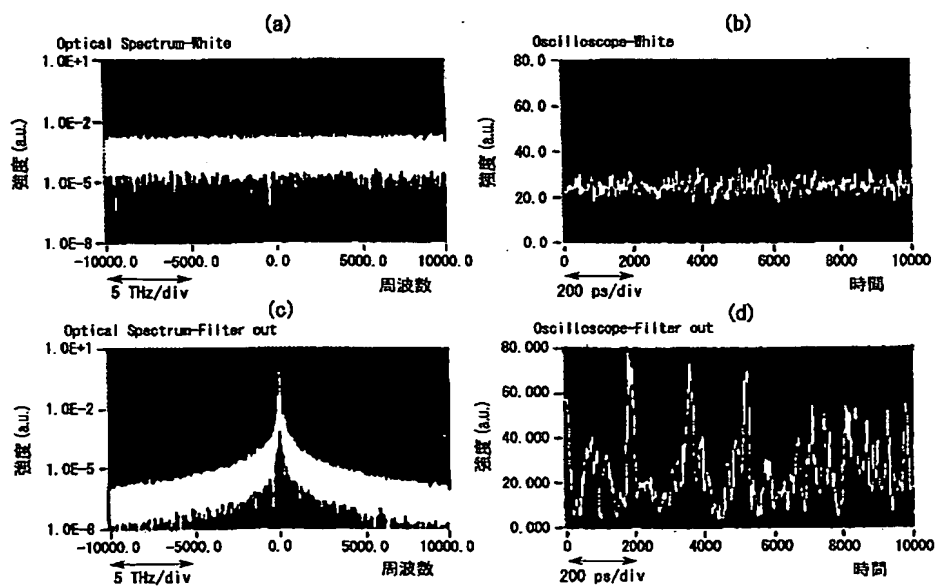 (a)
Optical Spectrum-White
1.0E+1
1.0E-2
1.0E-5
1.0E-8
強度 (a.u.)
-10000.0 -5000.0 0.0 5000.0 10000.0
5 THz/div
周波数
(b)
Oscilloscope-White
80.0
60.0
40.0
20.0
0.0
強度 (a.u.)
0 2000 4000 6000 8000 10000
200 ps/div
時間
(c)
Optical Spectrum-Filter out
1.0E+1
1.0E-2
1.0E-5
1.0E-8
強度 (a.u.)
-10000.0 -5000.0 0.0 5000.0 10000.0
5 THz/div
周波数
(d)
Oscilloscope-Filter out
80.000
60.000
40.000
20.000
0.000
強度 (a.u.)
0 2000 4000 6000 8000 10000
200 ps/div
時間